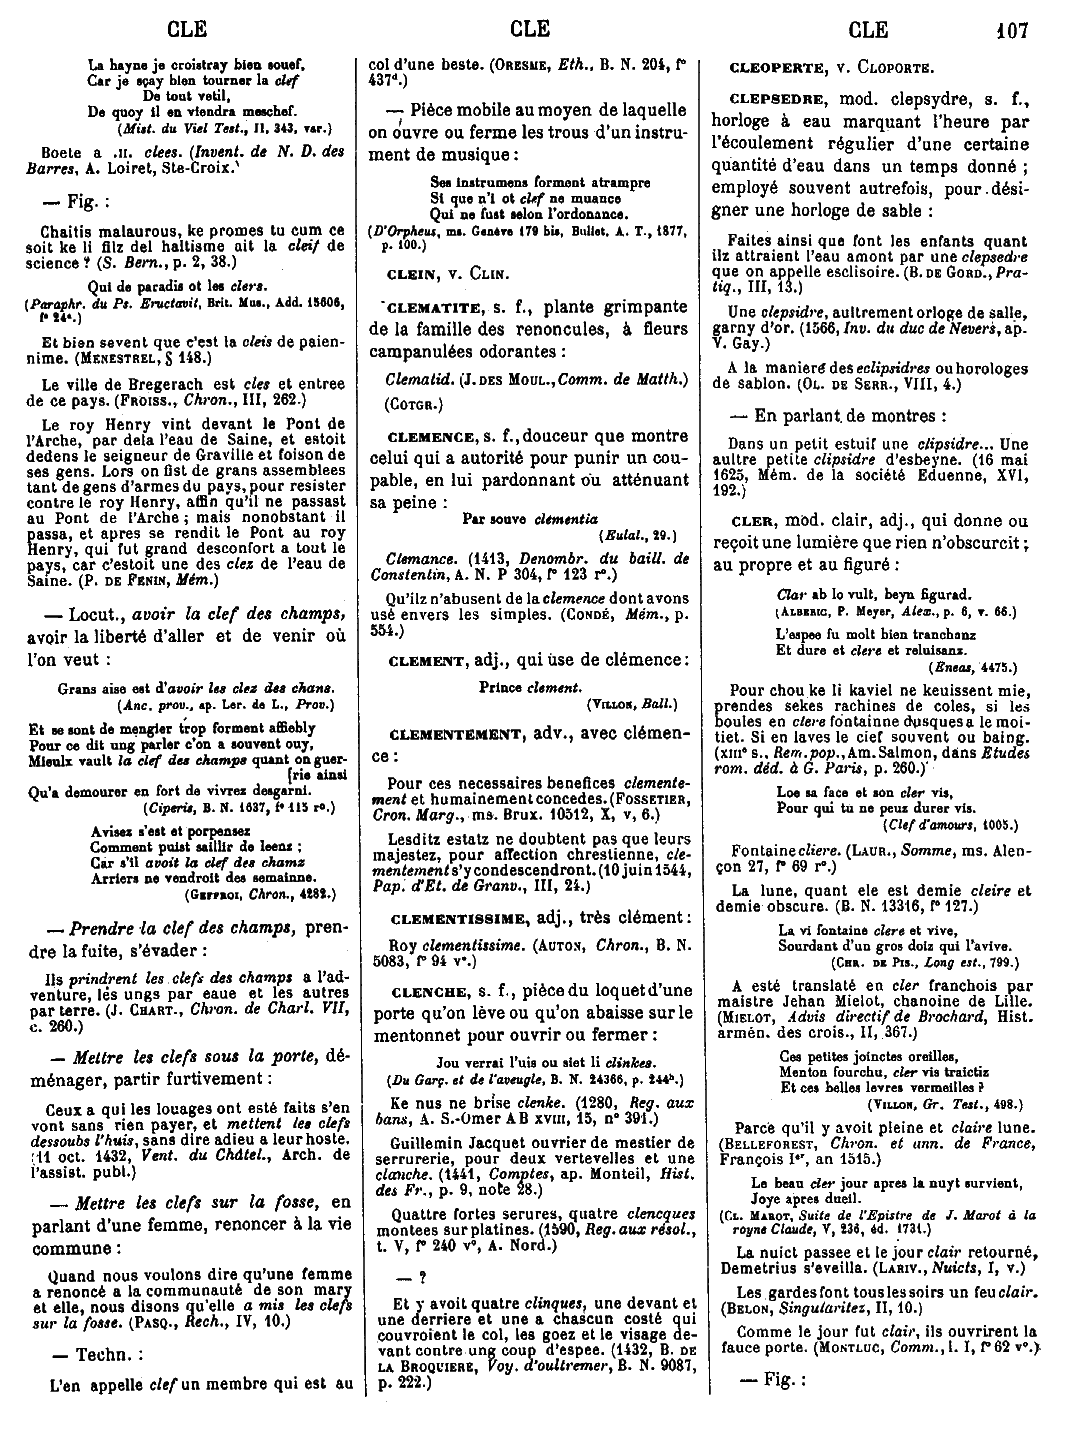 CLE
CLE
CLE
107
La hayne je croistray bien souef,
Car je sçay bien tourner la clef
De tout vetil,
De quoy il en viendra meschef.
(Mist. du Viel Test., II, 343, var.)
Boete a .II. clees. (Invent. de N. D. des
Barres, A. Loiret, Ste-Croix.)
— Fig. :
Chaitis malaurous, ke promes tu cum ce
soit ke li filz del haltisme ait la cleif de
science ? (S. Bern., p. 2, 38.)
Qui de paradis ot les clers.
(Paraphr. du Ps. Eructavit, Brit. Mus., Add. 15606,
f° 24ª.)
Et bien sevent que c'est la cleis de paien-
nime. (MENESTREL, § 148.)
Le ville de Bregerach est cles et entree
de ce pays. (FROISS., Chron., III, 262.)
Le roy Henry vint devant le Pont de
l'Arche, par dela l'eau de Saine, et estoit
dedens le seigneur de Graville et foison de
ses gens. Lors on fist de grans assemblees
tant de gens d'armes du pays, pour resister
contre le roy Henry, affin qu'il ne passast
au Pont de l'Arche ; mais nonobstant il
passa, et apres se rendit le Pont au roy
Henry, qui fut grand desconfort a tout le
pays, car c'estoit une des clez de l'eau de
Saine. (P. DE FENIN, Mém.)
— Locut., avoir la clef des champs,
avoir la liberté d'aller et de venir où
l'on veut :
Grans aise est d'avoir les clez des chans.
(Anc. prov., ap. Ler. de L., Prov.)
Et se sont de mengier trop forment affiebly
Pour ce dit ung parler c'on a souvent ouy,
Mieulx vault la clef des champs quant on guer-
[rie ainsi
Qu'a demourer en fort de vivrez desgarni.
(Ciperis, B. N. 1637, f° 115 r°.)
Avisez s'est et porpensez
Comment puist saillir de leenz ;
Car s'il avoit la clef des chamz
Arriers ne vendroit des semainne.
(GEFFROI, Chron., 4282.)
— Prendre la clef des champs, pren-
dre la fuite, s'évader :
Ils prindrent les clefs des champs a l'ad-
venture, les ungs par eaue et les autres
par terre. (J. CHART., Chron. de Charl. VII,
c. 260.)
— Mettre les clefs sous la porte, dé-
ménager, partir furtivement :
Ceux a qui les louages ont esté faits s'en
vont sans rien payer, et mettent les clefs
dessoubs l'huis, sans dire adieu a leur hoste.
(11 oct. 1432, Vent. du Châtel., Arch. de
l'assist. publ.)
— Mettre les clefs sur la fosse, en
parlant d'une femme, renoncer à la vie
commune :
Quand nous voulons dire qu'une femme
a renoncé a la communauté de son mary
et elle, nous disons qu'elle a mis les clefs
sur la fosse. (PASQ., Rech., IV, 10.)
— Techn. :
L'en appelle clef un membre qui est au
col d'une beste. (ORESME, Eth., B. N. 204, f°
437ᵈ.)
— Pièce mobile au moyen de laquelle
on ouvre ou ferme les trous d'un instru-
ment de musique :
Ses instrumens forment atrampre
Si que n'i ot clef ne muance
Qui ne fust selon l'ordonance.
(D'Orpheus, ms. Genève 179 bis, Bullet. A. T., 1877,
p. 100.)
CLEIN, v. CLIN.
CLEMATITE, s. f., plante grimpante
de la famille des renoncules, à fleurs
campanulées odorantes :
Clematid. (J. DES MOUL., Comm. de Matth.)
(COTGR.)
CLEMENCE, s. f., douceur que montre
celui qui a autorité pour punir un cou-
pable, en lui pardonnant ou atténuant
sa peine :
Par souve clementia
(Eulal., 29.)
Clemance. (1413, Denombr. du baill. de
Constentin, A. N. P 304, f° 123 r°.)
Qu'ilz n'abusent de la clemence dont avons
usé envers les simples. (CONDÉ, Mém., p.
554.)
CLEMENT, adj., qui use de clémence :
Prince clement.
(VILLON, Ball.)
CLEMENTEMENT, adv., avec clémen-
ce :
Pour ces necessaires benefices clemente-
ment et humainement concedes. (FOSSETIER,
Cron. Marg., ms. Brux. 10512, X, v, 6.)
Lesditz estatz ne doubtent pas que leurs
majestez, pour affection chrestienne, cle-
mentement s'y condescendront. (10 juin 1544,
Pap. d'Et. de Granv., III, 24.)
CLEMENTISSIME, adj., très clément :
Roy clementissime. (AUTON, Chron., B. N.
5083, f° 94 v°.)
CLENCHE, s. f., pièce du loquet d'une
porte qu'on lève ou qu'on abaisse sur le
mentonnet pour ouvrir ou fermer :
Jou verrai l'uis ou siet li clinkes.
(Du Garç. et de l'aveugle, B. N. 24366, p. 244ᵇ.)
Ke nus ne brise clenke. (1280, Reg. aux
bans, A. S.-Omer AB XVIII, 15, n° 391.)
Guillemin Jacquet ouvrier de mestier de
serrurerie, pour deux vertevelles et une
clanche. (1441, Comptes, ap. Monteil, Hist.
des Fr., p. 9, note 28.)
Quattre fortes serures, quatre clencques
montees sur platines. (1590, Reg. aux résol.,
t. V, f° 240 v°, A. Nord.)
— ?
Et y avoit quatre clinques, une devant et
une derriere et une a chascun costé qui
couvroient le col, les goez et le visage de-
vant contre ung coup d'espee. (1432, B. DE
LA BROQUIERE, Voy. d'oultremer, B. N. 9087,
p. 222.)
CLEOPERTE, v. CLOPORTE.
CLEPSEDRE, mod. clepsydre, s. f.,
horloge à eau marquant l'heure par
l'écoulement régulier d'une certaine
quantité d'eau dans un temps donné ;
employé souvent autrefois, pour dési-
gner une horloge de sable :
Faites ainsi que font les enfants quant
ilz attraient l'eau amont par une clepsedre
que on appelle esclisoire. (B. DE GORD., Pra-
tiq., III, 13.)
Une clepsidre, aultrement orloge de salle,
garny d'or. (1566, Inv. du duc de Nevers, ap.
V. Gay.)
A la maniere des eclipsidres ou horologes
de sablon. (OL. DE SERR., VIII, 4.)
— En parlant de montres :
Dans un petit estuif une clipsidre... Une
aultre petite clipsidre d'esbeyne. (16 mai
1625, Mém. de la société Eduenne, XVI,
192.)
CLER, mod. clair, adj., qui donne ou
reçoit une lumière que rien n'obscurcit ;
au propre et au figuré :
Clar ab lo vult, beyn figurad.
(ALBERIC, P. Meyer, Alex., p. 6, v. 66.)
L'espee fu molt bien tranchanz
Et dure et clere et reluisanz.
(Eneas, 4475.)
Pour chou ke li kaviel ne keuissent mie,
prendes sekes rachines de coles, si les
boules en clere fontainne dusques a le moi-
tiet. Si en laves le cief souvent ou baing.
(XIIIᵉ s., Rem. pop., Am. Salmon, dans Etudes
rom. déd. à G. Paris, p. 260.)
Loe sa face et son cler vis,
Pour qui tu ne peuz durer vis.
(Clef d'amours, 1005.)
Fontaine cliere. (LAUR., Somme, ms. Alen-
çon 27, f° 69 r°.)
La lune, quant ele est demie cleire et
demie obscure. (B. N. 13316, f° 127.)
La vi fontaine clere et vive,
Sourdant d'un gros doiz qui l'avive.
(CHR. DE PIS., Long est., 799.)
A esté translaté en cler franchois par
maistre Jehan Mielot, chanoine de Lille.
(MIELOT, Advis directif de Brochard, Hist.
armén. des crois., II, 367.)
Ces petites joinctes oreilles,
Menton fourchu, cler vis traictiz
Et ces belles levres vermeilles ?
(VILLON, Gr. Test., 498.)
Parce qu'il y avoit pleine et claire lune.
(BELLEFOREST, Chron. et ann. de France,
François Iᵉʳ, an 1515.)
Le beau cler jour apres la nuyt survient,
Joye apres dueil.
(CL. MAROT, Suite de l'Epistre de J. Marot à la
royne Claude, V, 236, éd. 1731.)
La nuict passee et le jour clair retourné,
Demetrius s'eveilla. (LARIV., Nuicts, I, v.)
Les gardes font tous les soirs un feu clair.
(BELON, Singularitez, II, 10.)
Comme le jour fut clair, ils ouvrirent la
fauce porte. (MONTLUC, Comm., l. I, f° 62 v°.)
— Fig. :